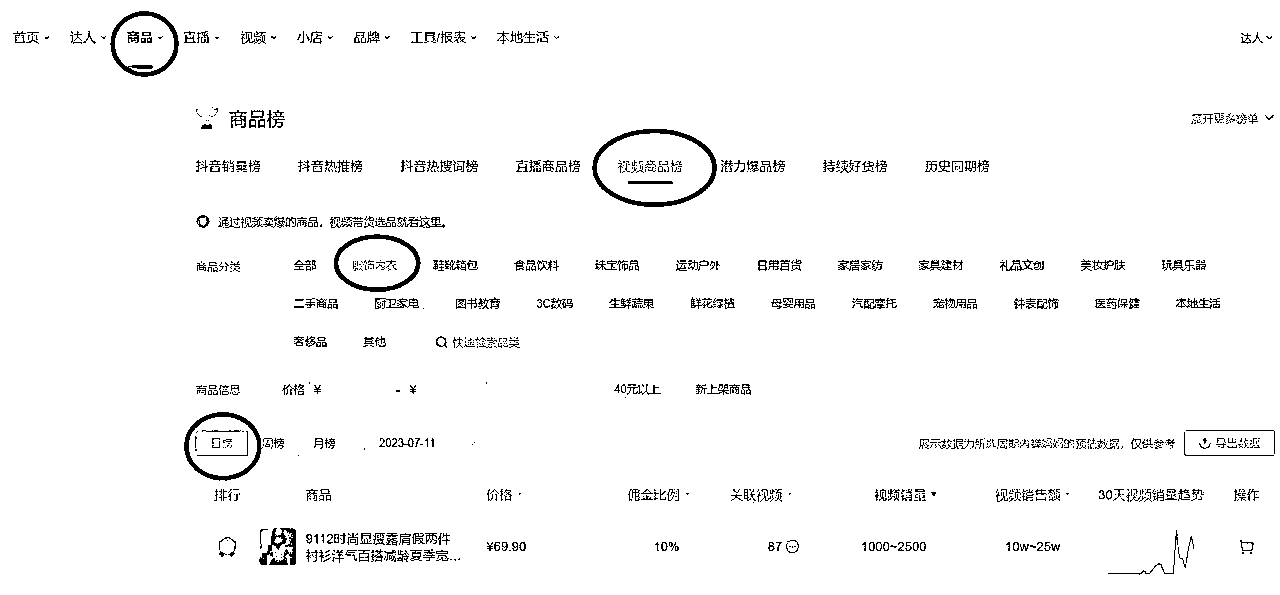 首页 达人 商品 直播 视频 小店 品牌 工具/报表 本地生活 达人
商品榜 展开更多榜单
抖音销量榜 抖音热推榜 抖音热搜词榜 直播商品榜 视频商品榜 潜力爆品榜 持续好货榜 历史同期榜
通过视频卖爆的商品，视频带货选品就看这里。
商品分类 全部 服饰内衣 鞋靴箱包 食品饮料 珠宝饰品 运动户外 日用百货 家居家纺 家具建材 礼品文创 美妆护肤 玩具乐器
二手商品 厨卫家电 图书教育 3C数码 生鲜蔬果 鲜花绿植 母婴用品 汽配摩托 宠物用品 钟表配饰 医药保健 本地生活
奢侈品 其他 快速检索品类
商品信息 价格 ¥ - ¥ 40元以上 新上架商品
日榜 周榜 月榜 2023-07-11 展示数据为所选周期内蝉妈妈的预估数据，仅供参考 导出数据
排行 商品 价格 佣金比例 关联视频 视频销量 视频销售额 30天视频销量趋势 操作
9112时尚显瘦露肩假两件
衬衫洋气百搭减龄夏季宽... ¥69.90 10% 87 1000~2500 10w~25w